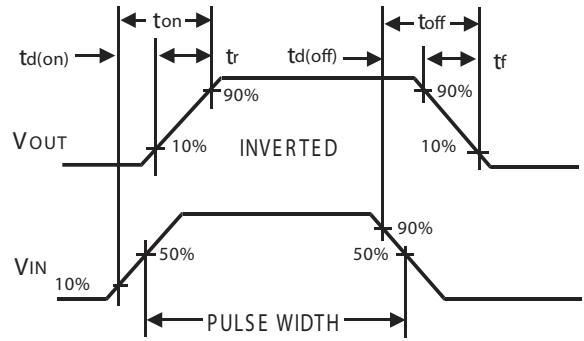 ton toff
td(on) tr td(off) tf
90% 90%
VOUT 10% INVERTED 10%
90%
50% 50%
VIN 10%
PULSE WIDTH